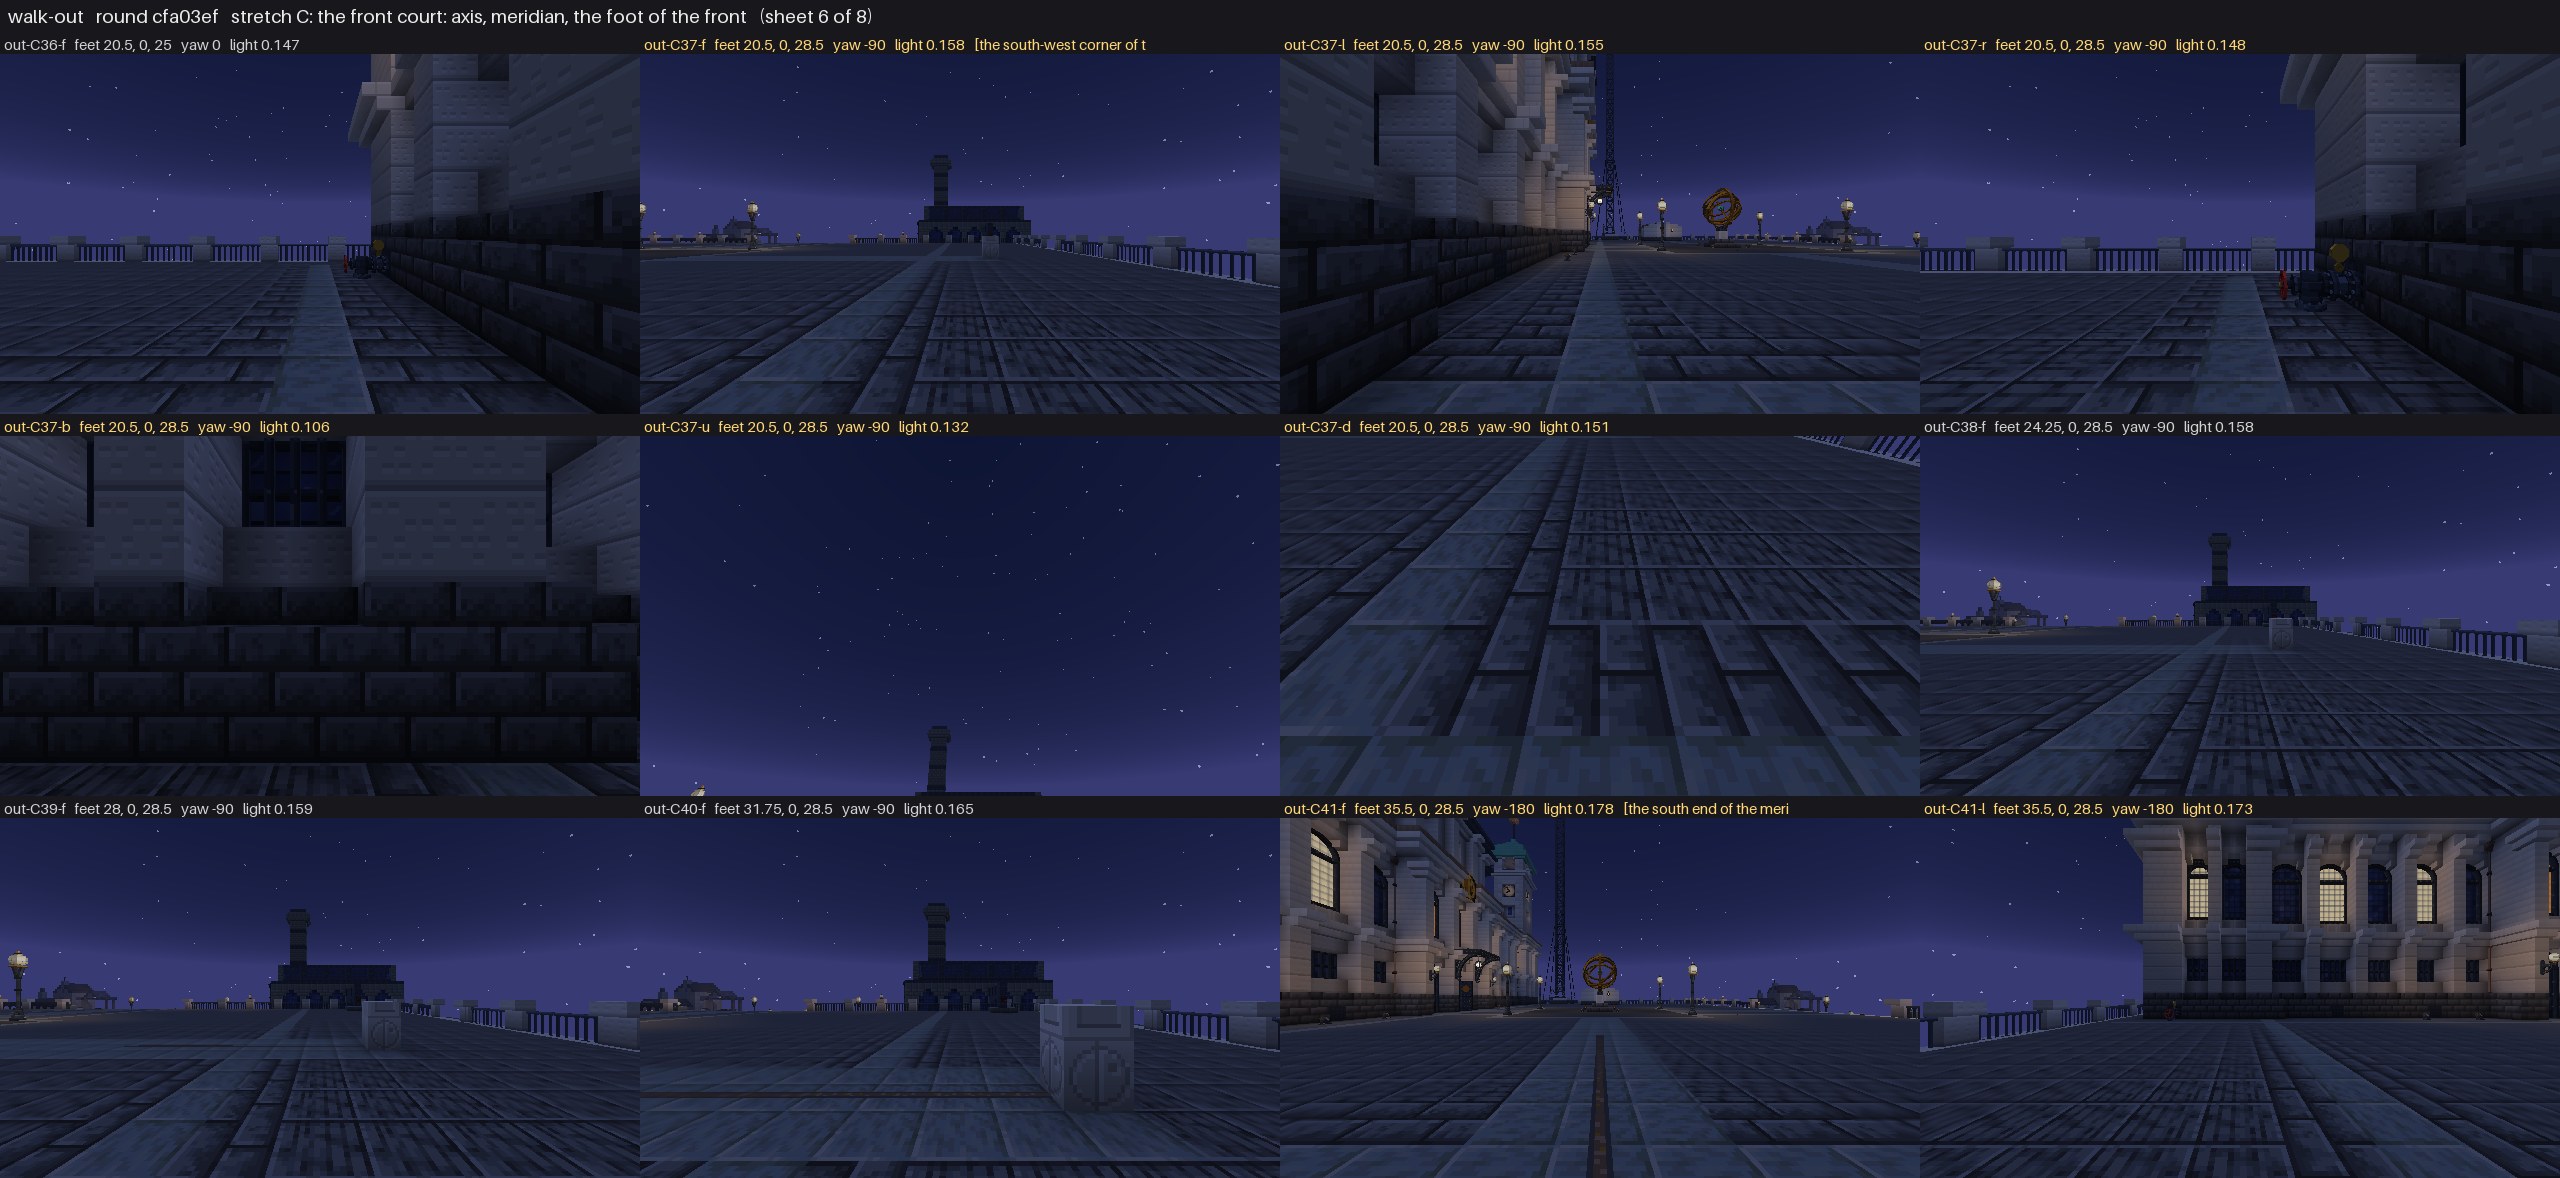 walk-out round cfa03ef stretch C: the front court: axis, meridian, the foot of the front (sheet 6 of 8)
out-C36-f feet 20.5, 0, 25 yaw 0 light 0.147
out-C37-f feet 20.5, 0, 28.5 yaw -90 light 0.158 [the south-west corner of t
out-C37-l feet 20.5, 0, 28.5 yaw -90 light 0.155
out-C37-r feet 20.5, 0, 28.5 yaw -90 light 0.148
out-C37-b feet 20.5, 0, 28.5 yaw -90 light 0.106
out-C37-u feet 20.5, 0, 28.5 yaw -90 light 0.132
out-C37-d feet 20.5, 0, 28.5 yaw -90 light 0.151
out-C38-f feet 24.25, 0, 28.5 yaw -90 light 0.158
out-C39-f feet 28, 0, 28.5 yaw -90 light 0.159
out-C40-f feet 31.75, 0, 28.5 yaw -90 light 0.165
out-C41-f feet 35.5, 0, 28.5 yaw -180 light 0.178 [the south end of the meri
out-C41-l feet 35.5, 0, 28.5 yaw -180 light 0.173